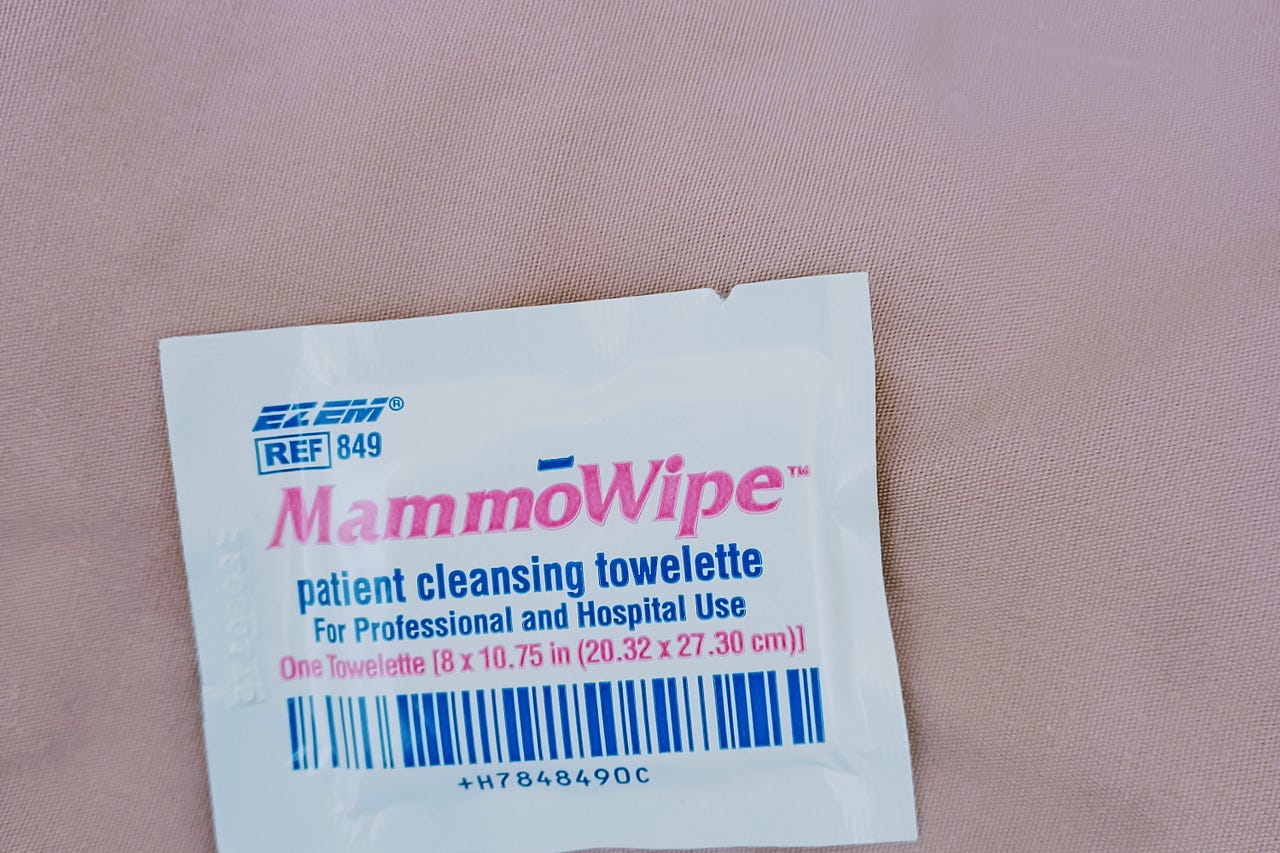 EZEM®
REF 849
MammōWipe™
patient cleansing towelette
For Professional and Hospital Use
One Towelette [8 x 10.75 in (20.32 x 27.30 cm)]
+H7848490C